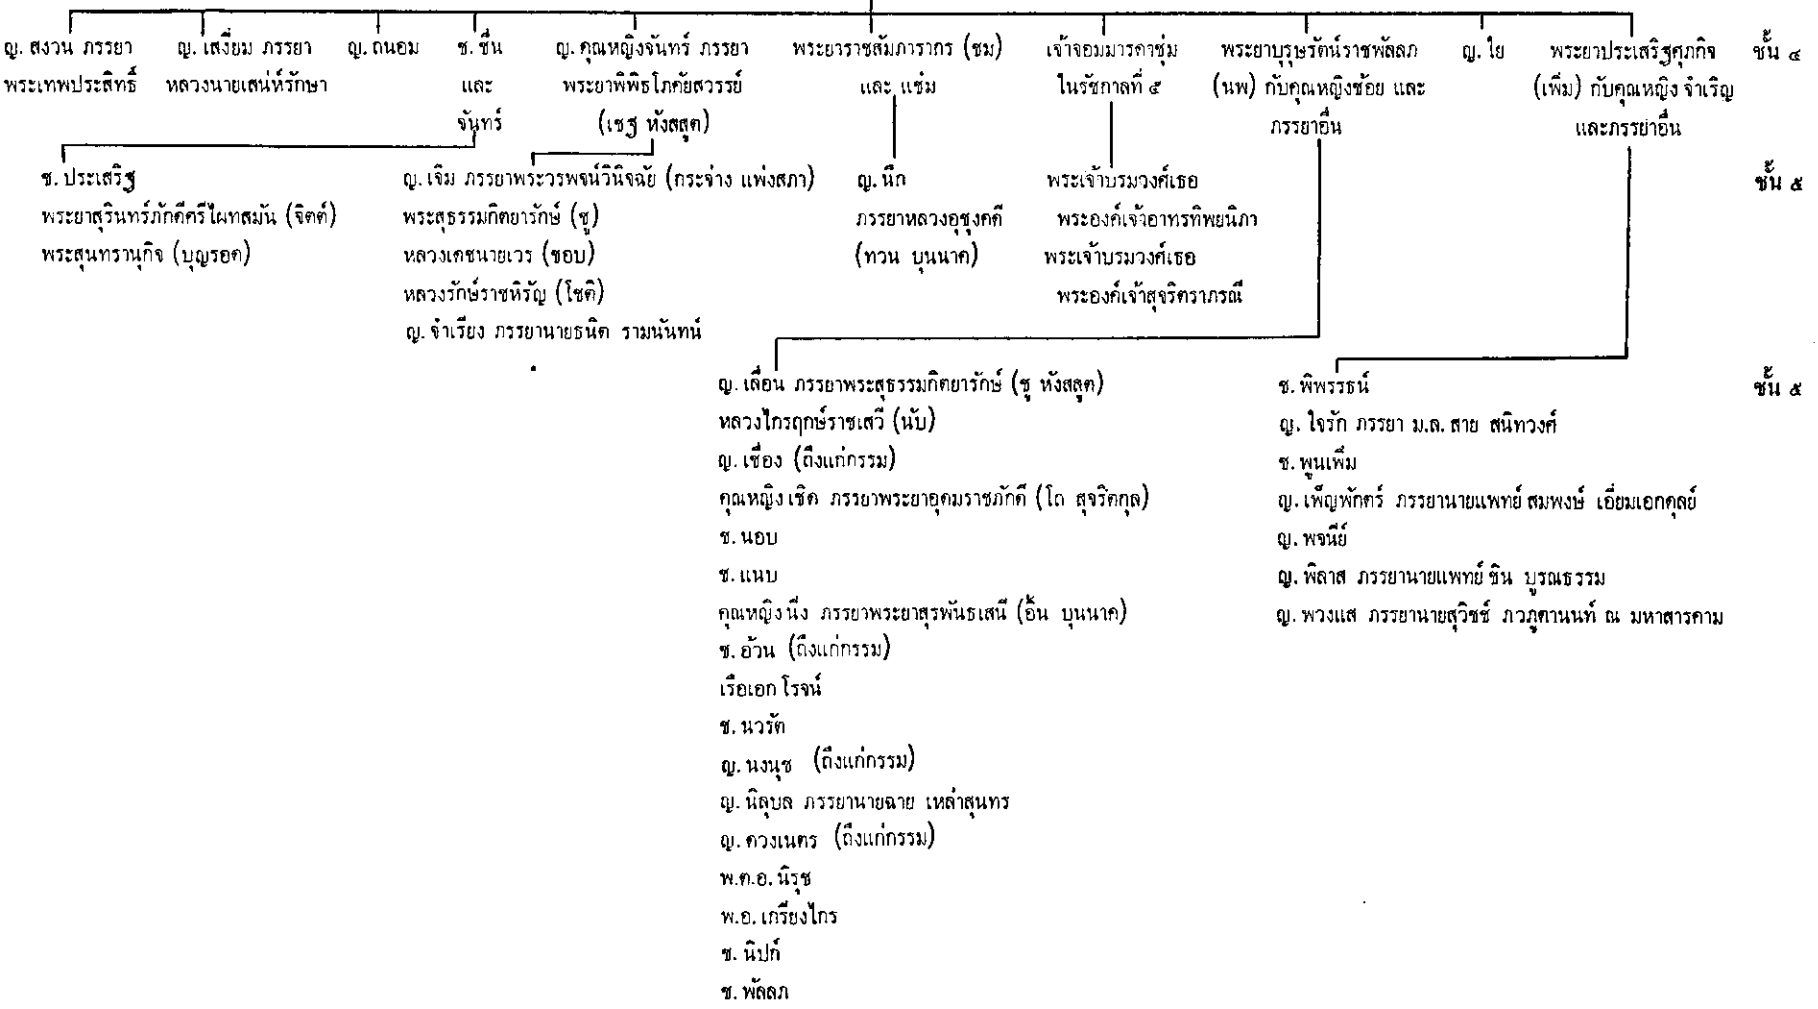 ญ. สงวน ภรรยา
พระเทพประสิทธิ์
ญ. เสงี่ยม ภรรยา
หลวงนายเสน่ห์รักษา
ญ. ถนอม
ช. ชื่น
และ
จันทร์
ญ. คุณหญิงจันทร์ ภรรยา
พระยาพิพิธโภคัยสวรรย์
(เชฐ หังสสูต)
พระยาราชสัมภารากร (ชม)
และ แช่ม
เจ้าจอมมารดาชุ่ม
ในรัชกาลที่ ๕
พระยาบุรุษรัตน์ราชพัลลภ
(นพ) กับคุณหญิงช้อย และ
ภรรยาอื่น
ญ. ใย
พระยาประเสริฐศุภกิจ
(เพิ่ม) กับคุณหญิง จำเริญ
และภรรยาอื่น
ชั้น ๔
ช. ประเสริฐ
พระยาสุรินทร์ภักดีศรีไผทสมัน (จิตต์)
พระสุนทรานุกิจ (บุญรอด)
ญ. เจิม ภรรยาพระวรพจน์วินิจฉัย (กระจ่าง แพ่งสภา)
พระสุธรรมกิตยารักษ์ (ชู)
หลวงเดชนายเวร (ชอบ)
หลวงรักษ์ราชหิรัญ (โชติ)
ญ. จำเรียง ภรรยานายธนิต รามนันทน์
ญ. นึก
ภรรยาหลวงอุชุงคดี
(ทวน บุนนาค)
พระเจ้าบรมวงศ์เธอ
พระองค์เจ้าอาทรทิพยนิภา
พระเจ้าบรมวงศ์เธอ
พระองค์เจ้าสุจริตราภรณี
ชั้น ๕
ญ. เลื่อน ภรรยาพระสุธรรมกิตยารักษ์ (ชู หังสสูต)
หลวงไกรฤกษ์ราชเสวี (นับ)
ญ. เชื่อง (ถึงแก่กรรม)
คุณหญิง เชิด ภรรยาพระยาอุดมราชภักดี (โถ สุจริตกุล)
ช. นอบ
ช. แนบ
คุณหญิง นึ่ง ภรรยาพระยาสุรพันธเสนี (อิ้น บุนนาค)
ช. อ้วน (ถึงแก่กรรม)
เรือเอก โรจน์
ช. นวรัต
ญ. นงนุช (ถึงแก่กรรม)
ญ. นิลุบล ภรรยานายฉาย เหล่าสุนทร
ญ. ดวงเนตร (ถึงแก่กรรม)
พ.ต.อ. นิรุช
พ.อ. เกรียงไกร
ช. นิปก์
ช. พัลลภ
ช. พิพรรธน์
ญ. ใจรัก ภรรยา ม.ล. สาย สนิทวงศ์
ช. พูนเพิ่ม
ญ. เพ็ญพักตร์ ภรรยานายแพทย์ สมพงษ์ เอี่ยมเอกดุลย์
ญ. พจนีย์
ญ. พิลาส ภรรยานายแพทย์ ชิน บูรณธรรม
ญ. พวงแส ภรรยานายสุวิชช์ ภวภูตานนท์ ณ มหาสารคาม
ชั้น ๕